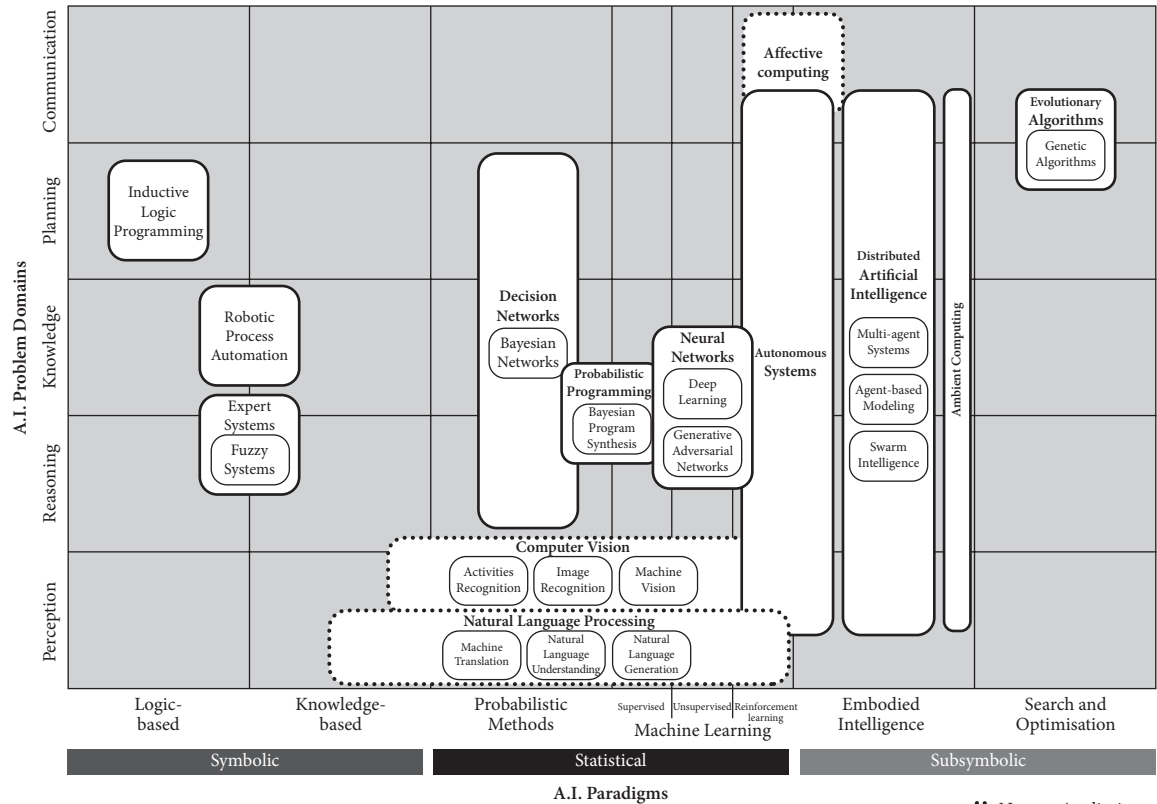 A.I. Problem Domains
Communication
Planning
Knowledge
Reasoning
Perception
Affective
computing
Evolutionary
Algorithms
Genetic
Algorithms
Inductive
Logic
Programming
Robotic
Process
Automation
Expert
Systems
Fuzzy
Systems
Decision
Networks
Bayesian
Networks
Probabilistic
Programming
Bayesian
Program
Synthesis
Neural
Networks
Deep
Learning
Generative
Adversarial
Networks
Autonomous
Systems
Distributed
Artificial
Intelligence
Multi-agent
Systems
Agent-based
Modeling
Swarm
Intelligence
Ambient Computing
Computer Vision
Activities
Recognition
Image
Recognition
Machine
Vision
Natural Language Processing
Machine
Translation
Natural
Language
Understanding
Natural
Language
Generation
Logic-
based
Knowledge-
based
Probabilistic
Methods
Supervised
Unsupervised
Reinforcement
learning
Machine Learning
Embodied
Intelligence
Search and
Optimisation
Symbolic
Statistical
Subsymbolic
A.I. Paradigms